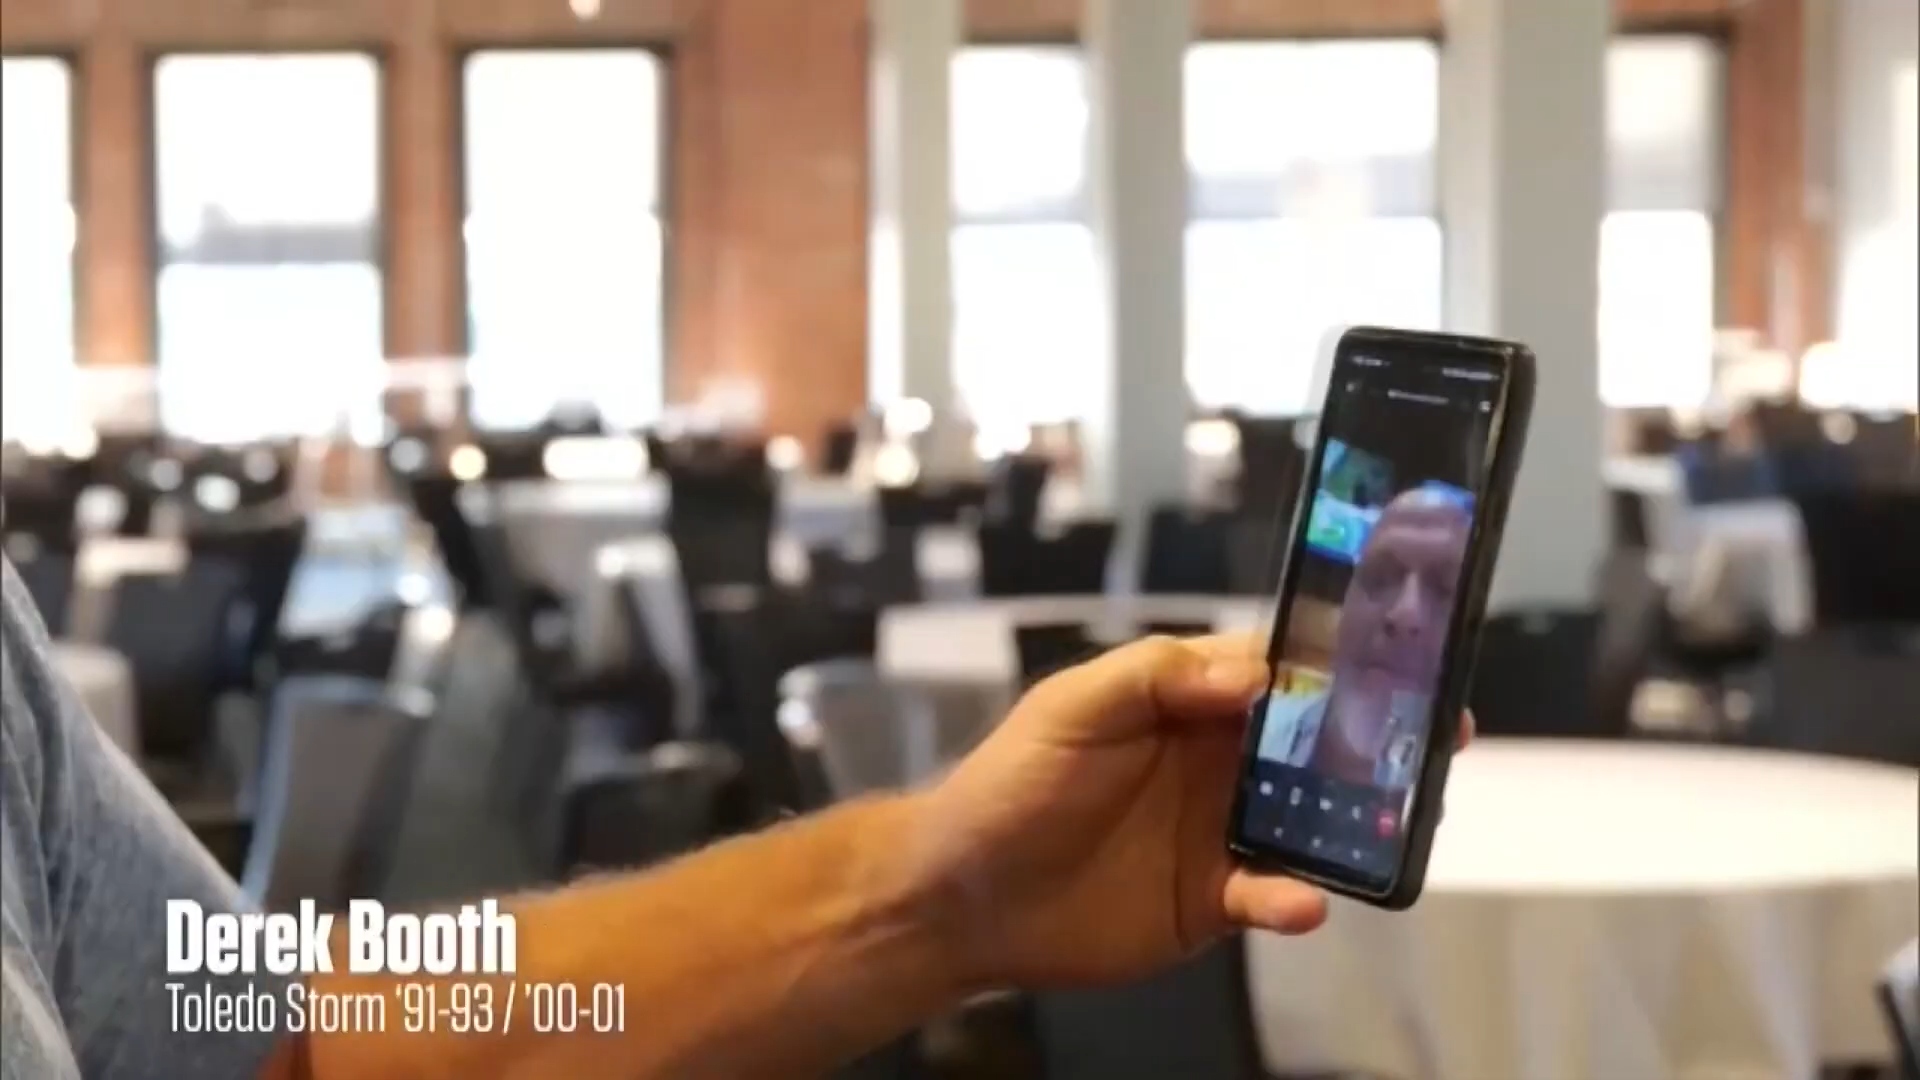 Derek Booth
Toledo Storm ‘91-93 / ’00-01